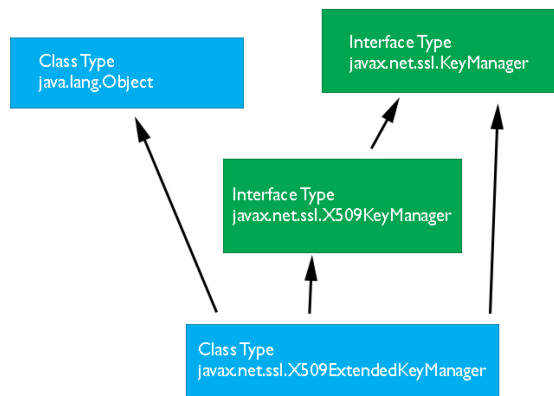 Class Type
java.lang.Object
Interface Type
javax.net.ssl.KeyManager
Interface Type
javax.net.ssl.X509KeyManager
Class Type
javax.net.ssl.X509ExtendedKeyManager